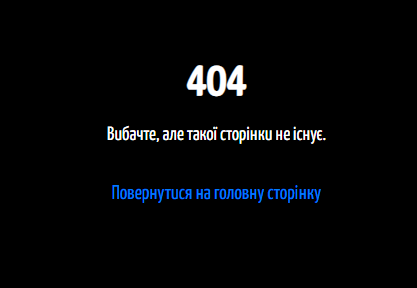 404
Вибачте, але такої сторінки не існує.
Повернутися на головну сторінку